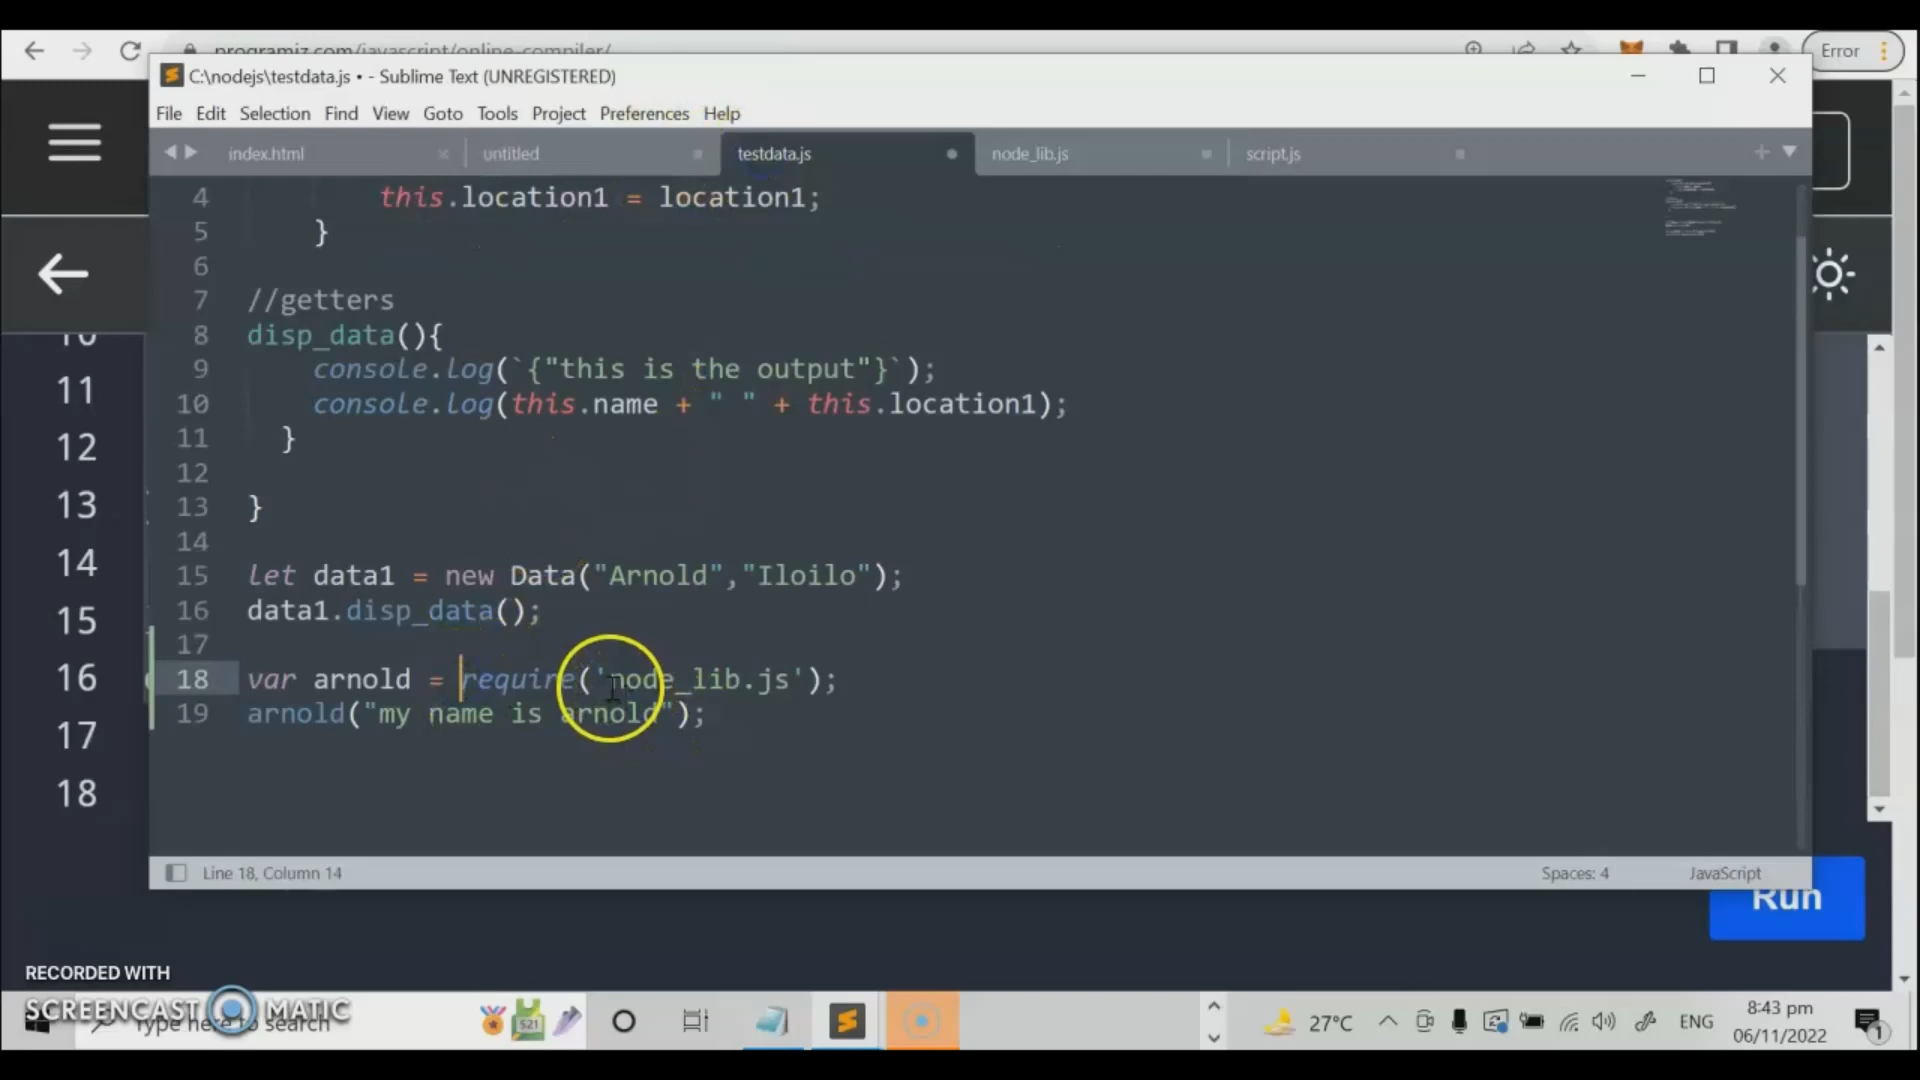 programiz.com/javascript/online-compiler/
Error
C:\nodejs\testdata.js • - Sublime Text (UNREGISTERED)
File Edit Selection Find View Goto Tools Project Preferences Help
index.html untitled testdata.js node_lib.js script.js
4 this.location1 = location1;
5 }
6
7 //getters
8 disp_data(){
9 console.log(`{"this is the output"}`);
10 console.log(this.name + " " + this.location1);
11 }
12
13 }
14
15 let data1 = new Data("Arnold","Iloilo");
16 data1.disp_data();
17
18 var arnold = require('node_lib.js');
19 arnold("my name is arnold");
10
11
12
13
14
15
16
17
18
Line 18, Column 14
Spaces: 4
JavaScript
Run
RECORDED WITH
SCREENCAST MATIC
Type here to search
521
27°C
ENG
8:43 pm
06/11/2022
1